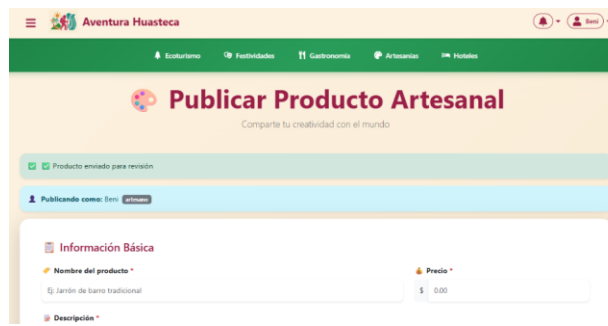 Aventura Huasteca
Beni
Ecoturismo Festividades Gastronomía Artesanías Hoteles
Publicar Producto Artesanal
Comparte tu creatividad con el mundo
Producto enviado para revisión
Publicando como: Beni artesano
Información Básica
Nombre del producto *
Precio *
Ej: Jarrón de barro tradicional
$ 0.00
Descripción *